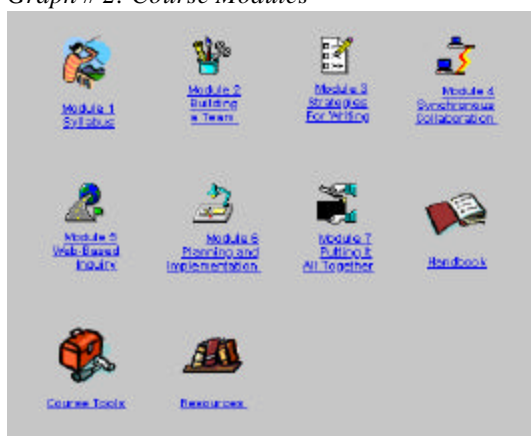 Graph # 2: Course Modules
Module 1
Syllabus
Module 2
Building
a Team
Module 3
Strategies
For Writing
Module 4
Synchronous
Collaboration
Module 5
Web-Based
Inquiry
Module 6
Planning and
Implementation
Module 7
Putting It
All Together
Handbook
Course Tools
Resources